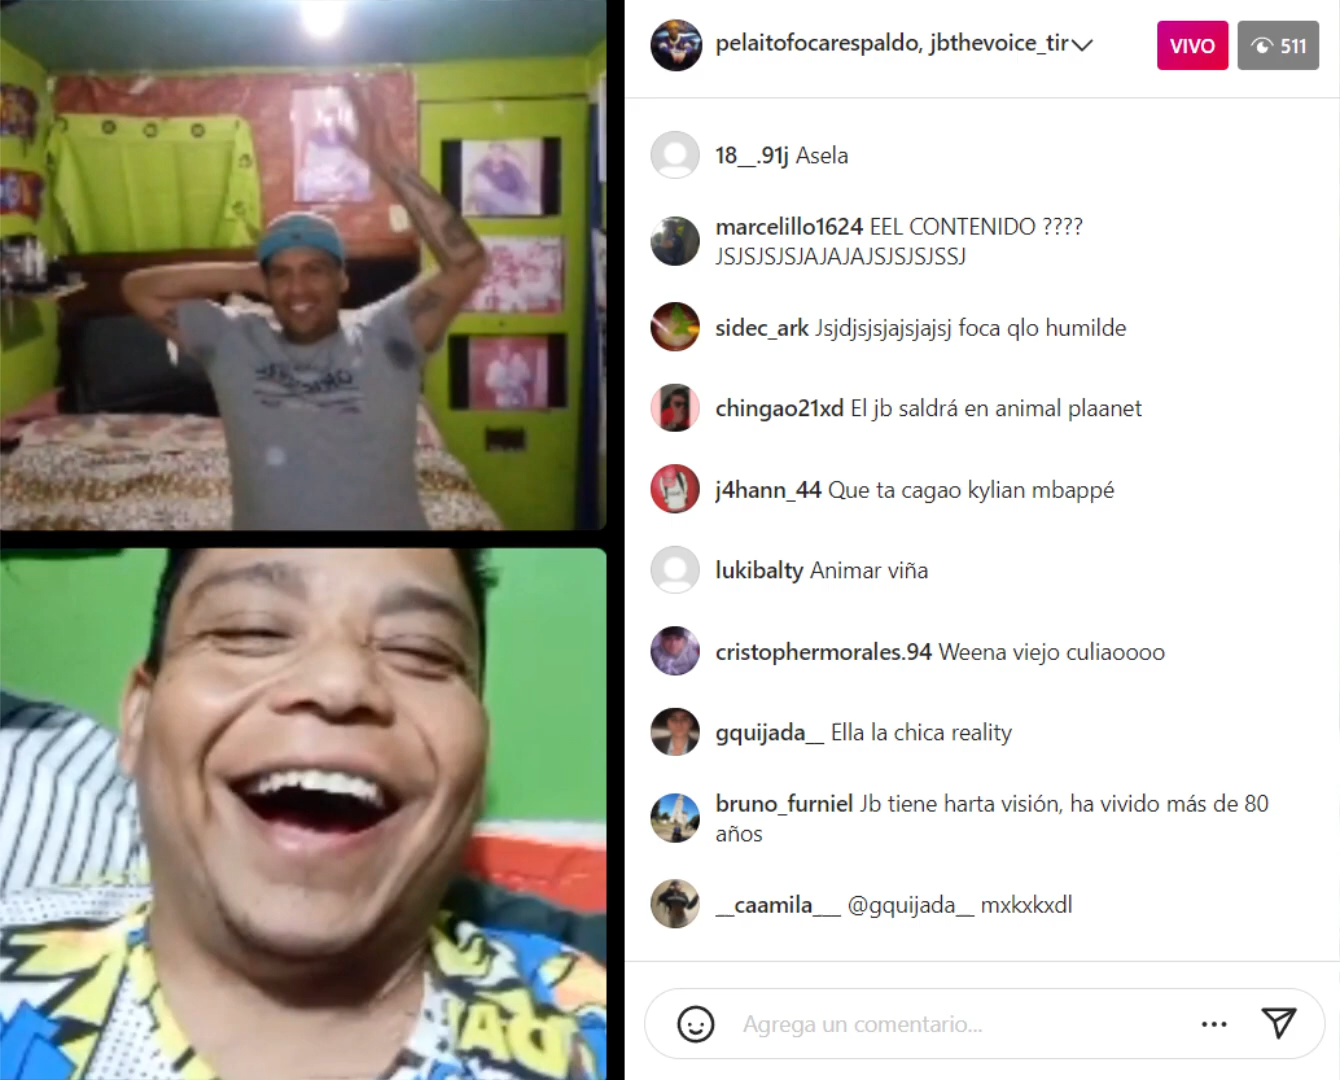 pelaitofocarespaldo, jbthevoice_tir
VIVO
511
18__.91j Asela
marcelillo1624 EEL CONTENIDO ????
JSJSJSJSJAJAJAJSJSJSJSSJ
sidec_ark Jsjdjsjsjajsjajsj foca qlo humilde
chingao21xd El jb saldrá en animal plaanet
j4hann_44 Que ta cagao kylian mbappé
lukibalty Animar viña
cristophermorales.94 Weena viejo culiaoooo
gquijada__ Ella la chica reality
bruno_furniel Jb tiene harta visión, ha vivido más de 80
años
__caamila__ @gquijada__ mxkxkxdl
Agrega un comentario...